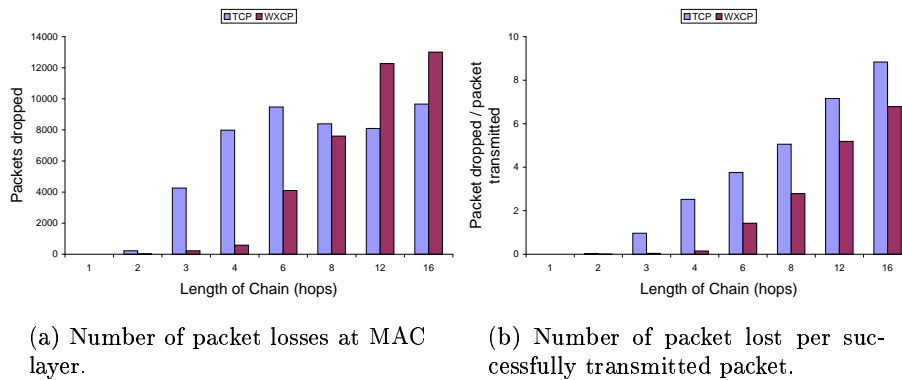 TCP WXCP
14000
12000
10000
8000
6000
4000
2000
0
Packets dropped
1 2 3 4 6 8 12 16
Length of Chain (hops)
(a) Number of packet losses at MAC
layer.
TCP WXCP
10
8
6
4
2
0
Packet dropped / packet
transmitted
1 2 3 4 6 8 12 16
Length of Chain (hops)
(b) Number of packet lost per suc-
cessfully transmitted packet.